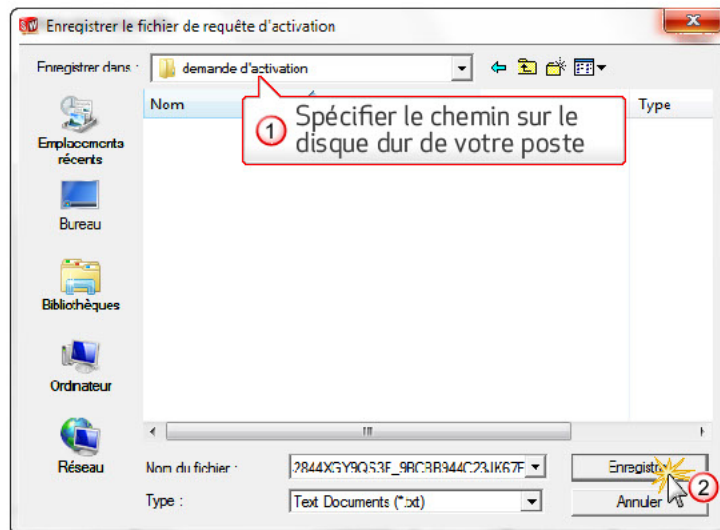 SW Enregistrer le fichier de requête d'activation
Enregistrer dans :
demande d'activation
Nom
Type
1 Spécifier le chemin sur le
disque dur de votre poste
Emplacements
récents
Bureau
Bibliothèques
Ordinateur
Réseau
Nom du fichier :
Enregistrer
2
Type :
Text Documents (*.txt)
Annuler